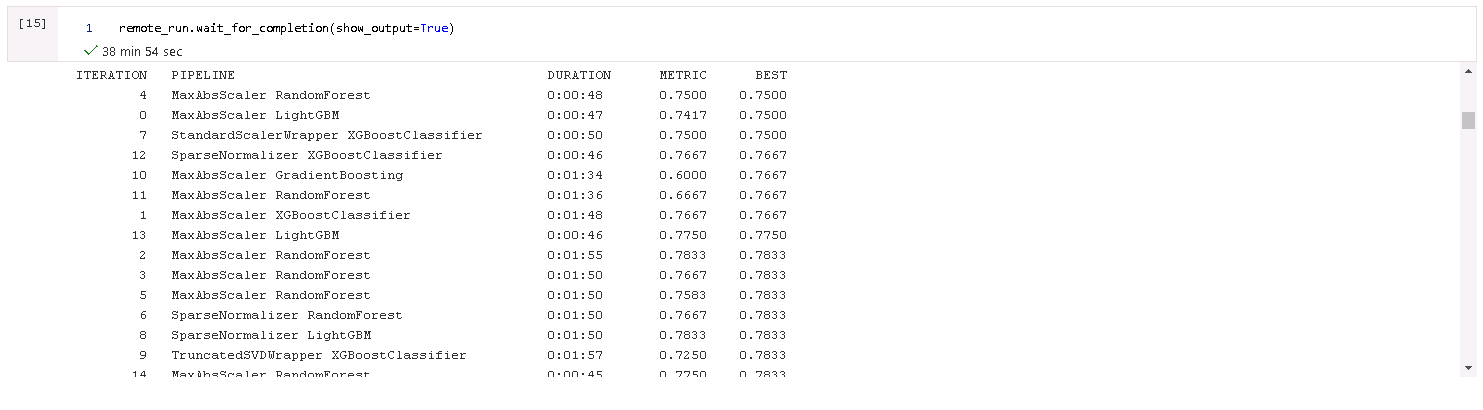 [15] 1 remote_run.wait_for_completion(show_output=True)
38 min 54 sec
ITERATION PIPELINE DURATION METRIC BEST
4 MaxAbsScaler RandomForest 0:00:48 0.7500 0.7500
0 MaxAbsScaler LightGBM 0:00:47 0.7417 0.7500
7 StandardScalerWrapper XGBoostClassifier 0:00:50 0.7500 0.7500
12 SparseNormalizer XGBoostClassifier 0:00:46 0.7667 0.7667
10 MaxAbsScaler GradientBoosting 0:01:34 0.6000 0.7667
11 MaxAbsScaler RandomForest 0:01:36 0.6667 0.7667
1 MaxAbsScaler XGBoostClassifier 0:01:48 0.7667 0.7667
13 MaxAbsScaler LightGBM 0:00:46 0.7750 0.7750
2 MaxAbsScaler RandomForest 0:01:55 0.7833 0.7833
3 MaxAbsScaler RandomForest 0:01:50 0.7667 0.7833
5 MaxAbsScaler RandomForest 0:01:50 0.7583 0.7833
6 SparseNormalizer RandomForest 0:01:50 0.7667 0.7833
8 SparseNormalizer LightGBM 0:01:50 0.7833 0.7833
9 TruncatedSVDWrapper XGBoostClassifier 0:01:57 0.7250 0.7833
14 MaxAbsScaler RandomForest 0:00:45 0.7750 0.7833